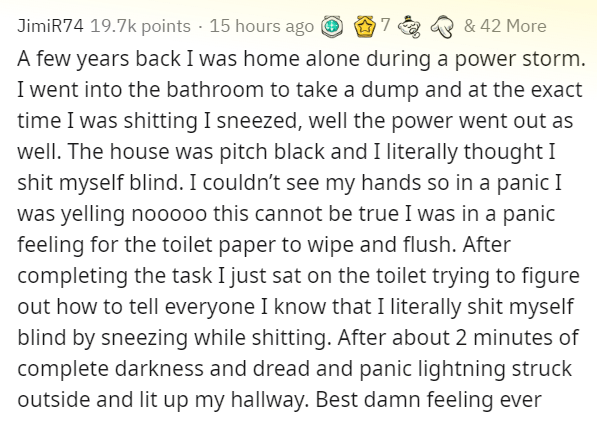 JimiR74 19.7k points · 15 hours ago 7 & 42 More
A few years back I was home alone during a power storm.
I went into the bathroom to take a dump and at the exact
time I was shitting I sneezed, well the power went out as
well. The house was pitch black and I literally thought I
shit myself blind. I couldn’t see my hands so in a panic I
was yelling nooooo this cannot be true I was in a panic
feeling for the toilet paper to wipe and flush. After
completing the task I just sat on the toilet trying to figure
out how to tell everyone I know that I literally shit myself
blind by sneezing while shitting. After about 2 minutes of
complete darkness and dread and panic lightning struck
outside and lit up my hallway. Best damn feeling ever